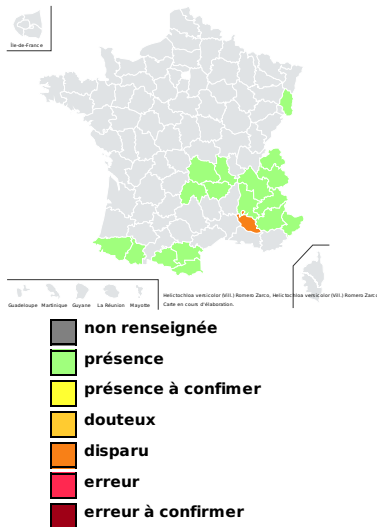 Île-de-France
Helictochloa versicolor (Vill.) Romero Zarco, Helictochloa versicolor (Vill.) Romero Zarco
Guadeloupe Martinique Guyane La Réunion Mayotte
Carte en cours d'élaboration.
non renseignée
présence
présence à confimer
douteux
disparu
erreur
erreur à confirmer